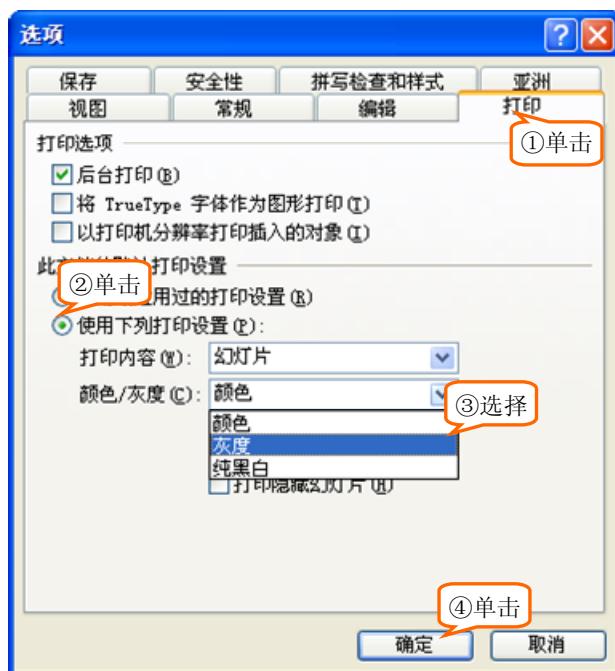 选项
保存 安全性 拼写检查和样式 亚洲
视图 常规 编辑 打印
①单击
打印选项
后台打印(B)
将 TrueType 字体作为图形打印(T)
以打印机分辨率打印插入的对象(I)
打印设置
②单击
用过的打印设置(R)
使用下列打印设置(P):
打印内容(W): 幻灯片
颜色/灰度(C): 颜色
③选择
颜色
灰度
纯黑白
打印隐藏幻灯片(H)
④单击
确定 取消